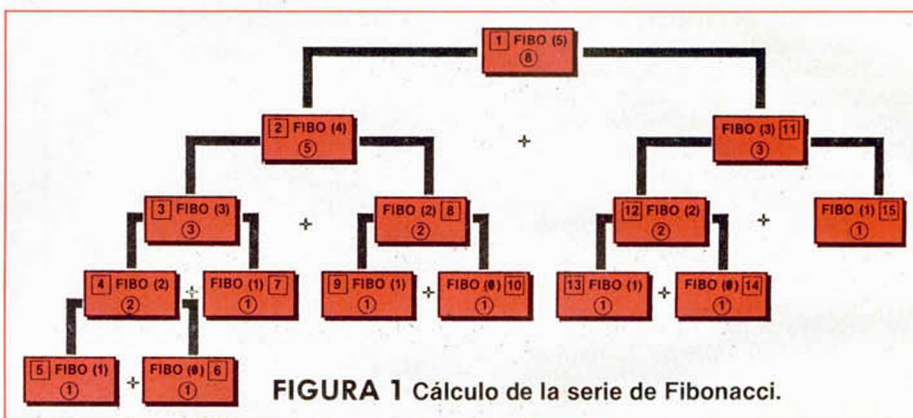 1 FIBO (5)
8
2 FIBO (4)
5
FIBO (3) 11
3
3 FIBO (3)
3
FIBO (2) 8
2
12 FIBO (2)
2
FIBO (1) 15
1
4 FIBO (2)
2
FIBO (1) 7
1
9 FIBO (1)
1
FIBO (0) 10
1
13 FIBO (1)
1
FIBO (0) 14
1
5 FIBO (1)
1
FIBO (0) 6
1
FIGURA 1 Cálculo de la serie de Fibonacci.